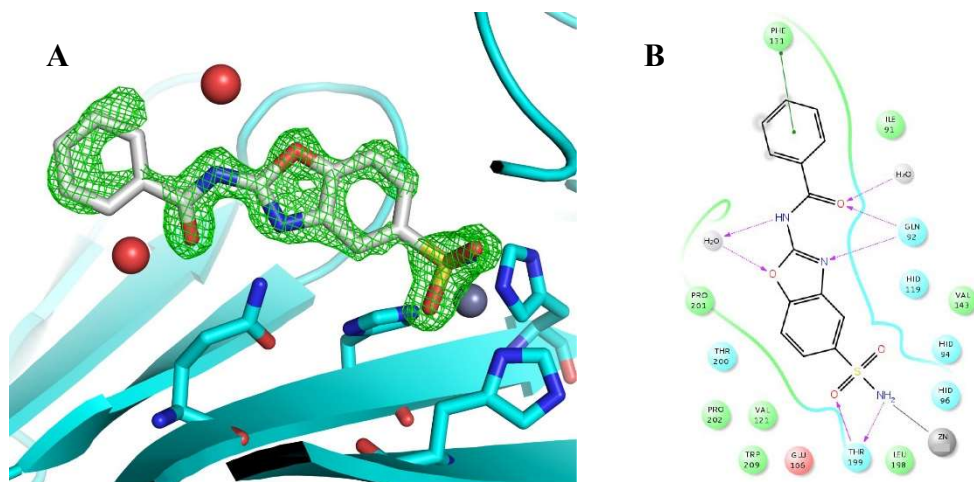 A
B
PHE
131
ILE
91
H₂O
O
GLN
92
HN
H₂O
N
O
HID
119
VAL
143
PRO
201
THR
200
HID
94
O
S
O
NH₂
HID
96
PRO
202
VAL
121
ZN
TRP
209
GLU
106
THR
199
LEU
198